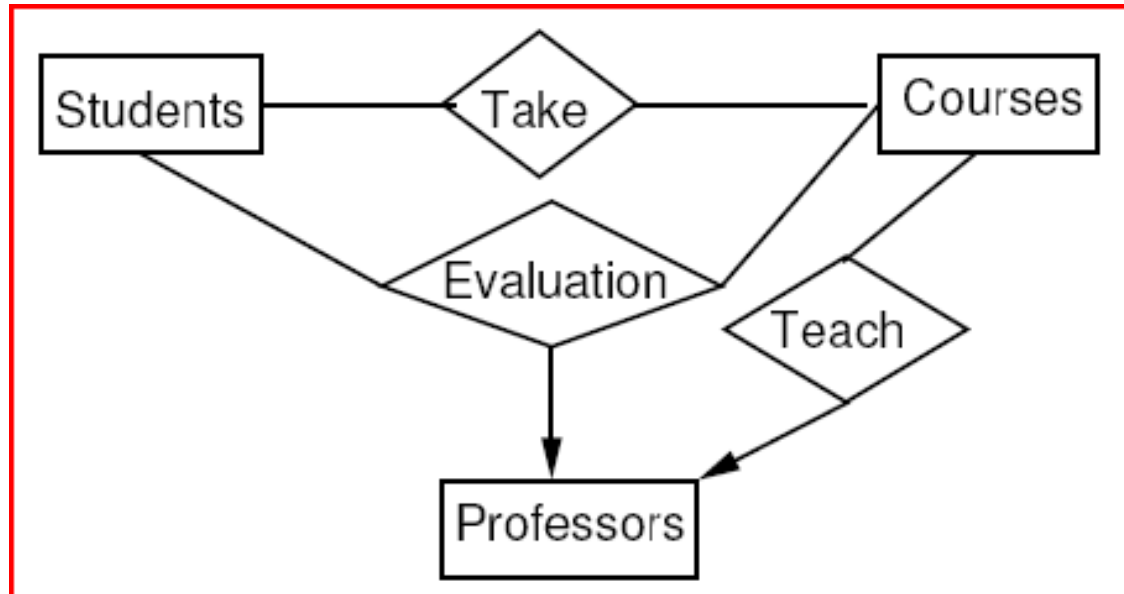 Students
Take
Courses
Evaluation
Teach
Professors